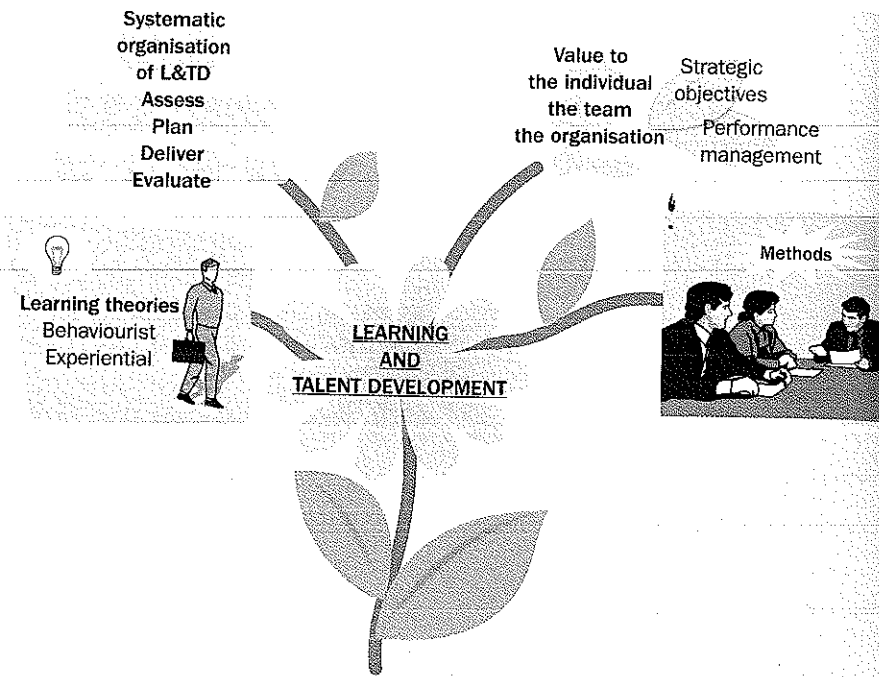 Systematic
organisation
of L&TD
Assess
Plan
Deliver
Evaluate
Value to
the individual
the team
the organisation
Strategic
objectives
Performance
management
Learning theories
Behaviourist
Experiential
LEARNING
AND
TALENT DEVELOPMENT
Methods